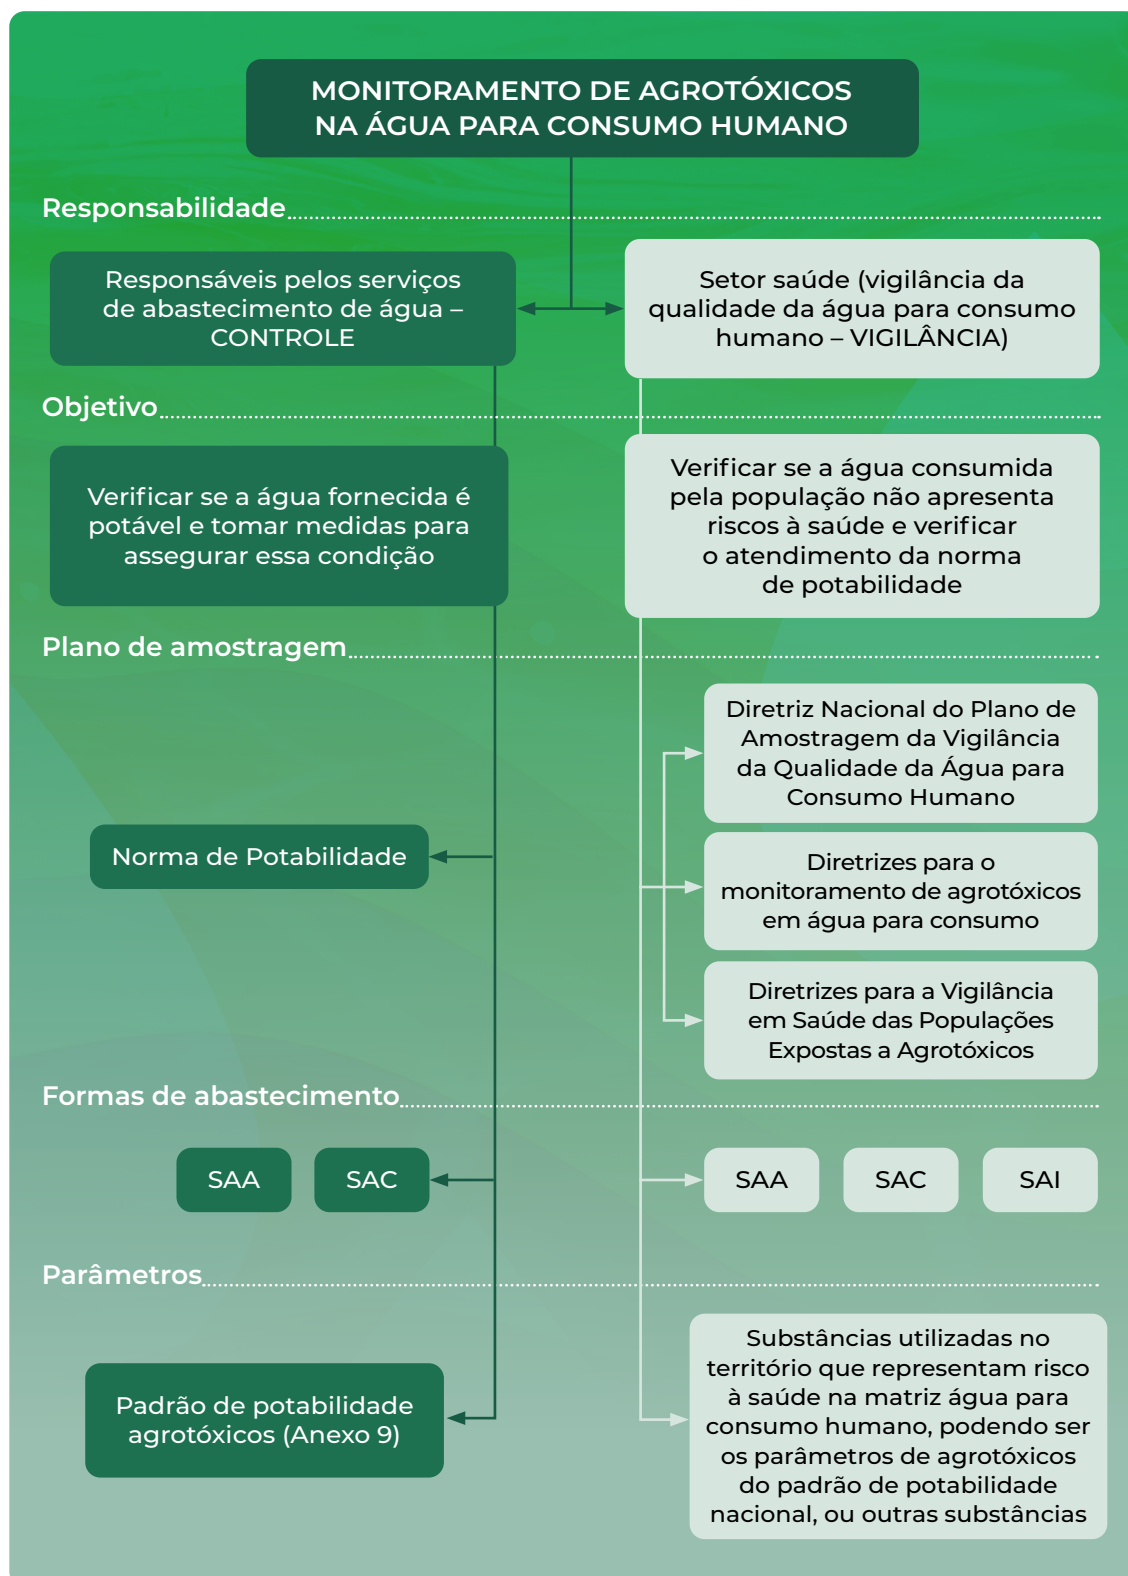 MONITORAMENTO DE AGROTÓXICOS
NA ÁGUA PARA CONSUMO HUMANO
Responsabilidade
Responsáveis pelos serviços
de abastecimento de água –
CONTROLE
Setor saúde (vigilância da
qualidade da água para consumo
humano – VIGILÂNCIA)
Objetivo
Verificar se a água fornecida é
potável e tomar medidas para
assegurar essa condição
Verificar se a água consumida
pela população não apresenta
riscos à saúde e verificar
o atendimento da norma
de potabilidade
Plano de amostragem
Norma de Potabilidade
Diretriz Nacional do Plano de
Amostragem da Vigilância
da Qualidade da Água para
Consumo Humano
Diretrizes para o
monitoramento de agrotóxicos
em água para consumo
Diretrizes para a Vigilância
em Saúde das Populações
Expostas a Agrotóxicos
Formas de abastecimento
SAA
SAC
SAA
SAC
SAI
Parâmetros
Padrão de potabilidade
agrotóxicos (Anexo 9)
Substâncias utilizadas no
território que representam risco
à saúde na matriz água para
consumo humano, podendo ser
os parâmetros de agrotóxicos
do padrão de potabilidade
nacional, ou outras substâncias